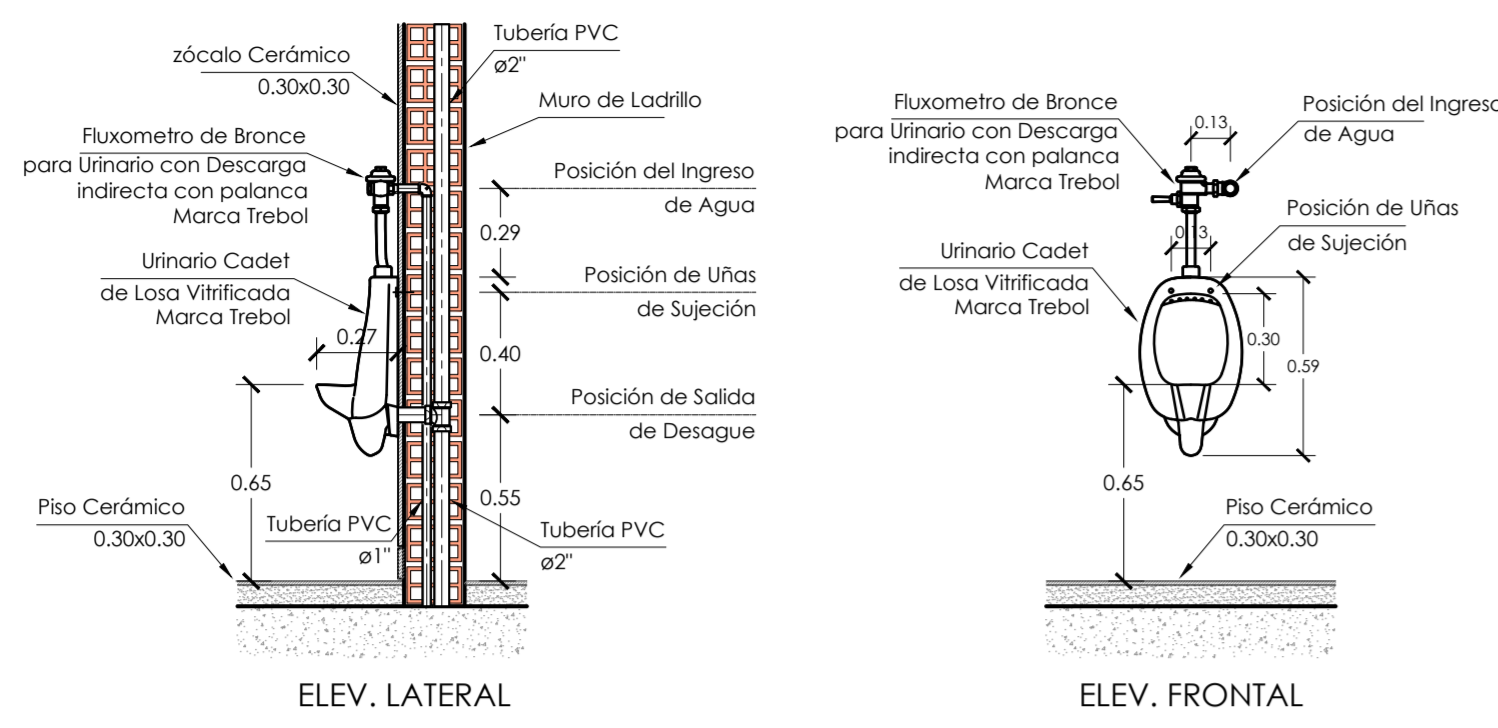 zócalo Cerámico
0.30x0.30
Tubería PVC
ø2"
Muro de Ladrillo
Fluxometro de Bronce
para Urinario con Descarga
indirecta con palanca
Marca Trebol
Posición del Ingreso
de Agua
0.29
Urinario Cadet
de Losa Vitrificada
Marca Trebol
Posición de Uñas
de Sujeción
0.27
0.40
Posición de Salida
de Desague
0.65
0.55
Piso Cerámico
0.30x0.30
Tubería PVC
ø1"
Tubería PVC
ø2"
ELEV. LATERAL
Fluxometro de Bronce
para Urinario con Descarga
indirecta con palanca
Marca Trebol
0.13
Posición del Ingreso
de Agua
Posición de Uñas
de Sujeción
0.13
Urinario Cadet
de Losa Vitrificada
Marca Trebol
0.30
0.59
0.65
Piso Cerámico
0.30x0.30
ELEV. FRONTAL